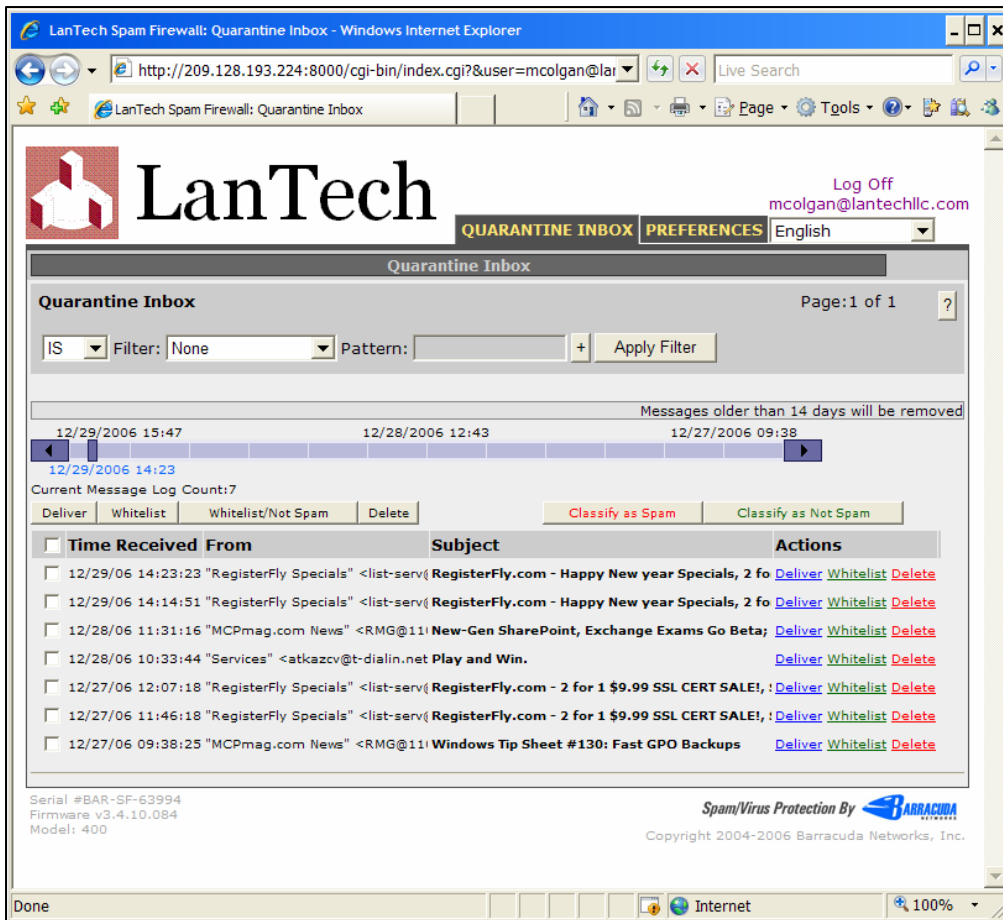 LanTech Spam Firewall: Quarantine Inbox - Windows Internet Explorer
http://209.128.193.224:8000/cgi-bin/index.cgi?&user=mcolgan@lan
Live Search
LanTech Spam Firewall: Quarantine Inbox
Page Tools
LanTech
Log Off
mcolgan@lantechllc.com
QUARANTINE INBOX PREFERENCES English
Quarantine Inbox
Quarantine Inbox Page:1 of 1 ?
IS Filter: None Pattern: + Apply Filter
Messages older than 14 days will be removed
12/29/2006 15:47 12/28/2006 12:43 12/27/2006 09:38
12/29/2006 14:23
Current Message Log Count:7
Deliver Whitelist Whitelist/Not Spam Delete Classify as Spam Classify as Not Spam
Time Received From Subject Actions
12/29/06 14:23:23 "RegisterFly Specials" <list-serv@ RegisterFly.com - Happy New year Specials, 2 fo Deliver Whitelist Delete
12/29/06 14:14:51 "RegisterFly Specials" <list-serv@ RegisterFly.com - Happy New year Specials, 2 fo Deliver Whitelist Delete
12/28/06 11:31:16 "MCPmag.com News" <RMG@110 New-Gen SharePoint, Exchange Exams Go Beta; Deliver Whitelist Delete
12/28/06 10:33:44 "Services" <atkazcv@t-dialin.net Play and Win. Deliver Whitelist Delete
12/27/06 12:07:18 "RegisterFly Specials" <list-serv@ RegisterFly.com - 2 for 1 $9.99 SSL CERT SALE!, Deliver Whitelist Delete
12/27/06 11:46:18 "RegisterFly Specials" <list-serv@ RegisterFly.com - 2 for 1 $9.99 SSL CERT SALE!, Deliver Whitelist Delete
12/27/06 09:38:25 "MCPmag.com News" <RMG@110 Windows Tip Sheet #130: Fast GPO Backups Deliver Whitelist Delete
Serial #BAR-SF-63994
Firmware v3.4.10.084
Model: 400
Spam/Virus Protection By BARRACUDA NETWORKS
Copyright 2004-2006 Barracuda Networks, Inc.
Done Internet 100%